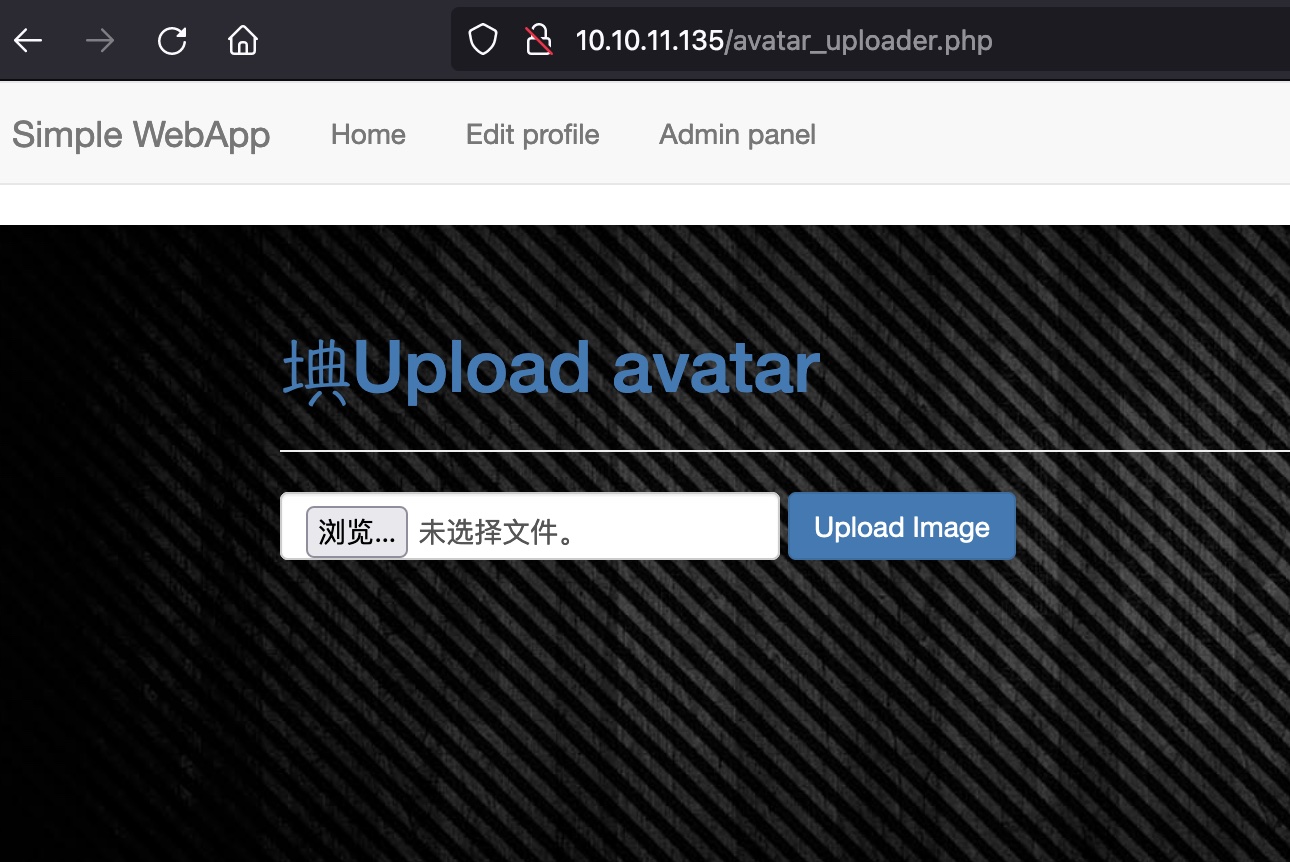 10.10.11.135/avatar_uploader.php
Simple WebApp Home Edit profile Admin panel
㙉Upload avatar
浏览... 未选择文件。 Upload Image